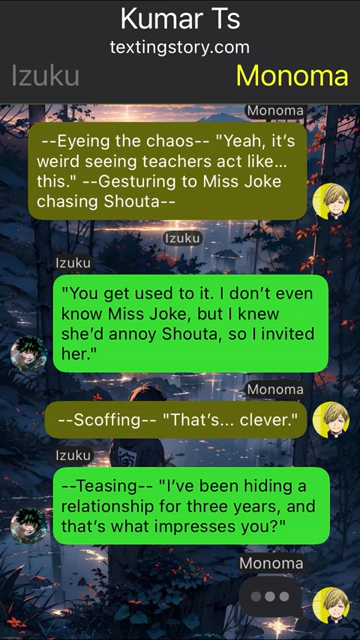 Kumar Ts
textingstory.com
Izuku Monoma
Monoma
--Eyeing the chaos-- "Yeah, it's
weird seeing teachers act like...
this." --Gesturing to Miss Joke
chasing Shouta--
Izuku
Izuku
"You get used to it. I don't even
know Miss Joke, but I knew
she'd annoy Shouta, so I invited
her."
Monoma
--Scoffing-- "That's... clever."
Izuku
--Teasing-- "I've been hiding a
relationship for three years, and
that's what impresses you?"
Monoma